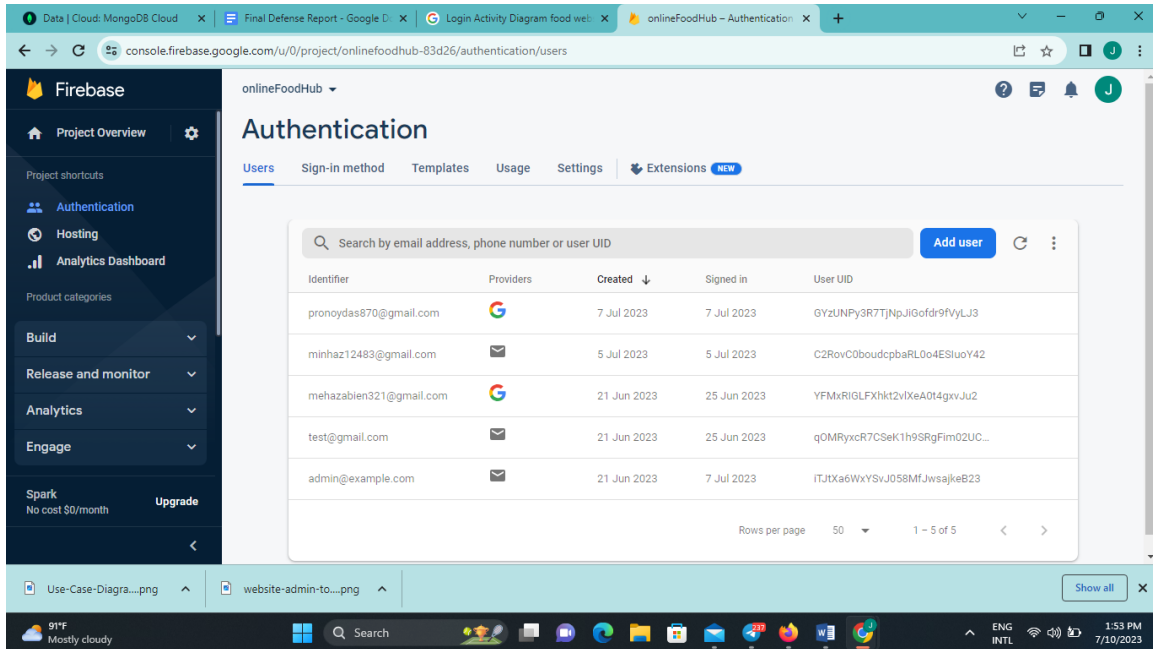 Data | Cloud: MongoDB Cloud
Final Defense Report - Google D
Login Activity Diagram food web
onlineFoodHub – Authentication
console.firebase.google.com/u/0/project/onlinefoodhub-83d26/authentication/users
J
Firebase
onlineFoodHub
J
Project Overview
Authentication
Users Sign-in method Templates Usage Settings Extensions NEW
Project shortcuts
Authentication
Hosting
Analytics Dashboard
Product categories
Build
Release and monitor
Analytics
Engage
Spark
No cost $0/month
Upgrade
Search by email address, phone number or user UID
Add user
Identifier Providers Created Signed in User UID
pronoydas870@gmail.com 7 Jul 2023 7 Jul 2023 GYzUNPy3R7TjNpJiGofdr9fVyLJ3
minhaz12483@gmail.com 5 Jul 2023 5 Jul 2023 C2RovC0boudcpbaRL0o4ESIuoY42
mehazabien321@gmail.com 21 Jun 2023 25 Jun 2023 YFMxRIGLFXhkt2vlXeA0t4gxvJu2
test@gmail.com 21 Jun 2023 25 Jun 2023 qOMRyxcR7CSeK1h9SRgFim02UC...
admin@example.com 21 Jun 2023 7 Jul 2023 iTJtXa6WxYSvJ058MfJwsajkeB23
Rows per page 50 1 – 5 of 5
Use-Case-Diagra....png
website-admin-to....png
Show all
91°F
Mostly cloudy
Search
237
J
ENG
INTL
1:53 PM
7/10/2023